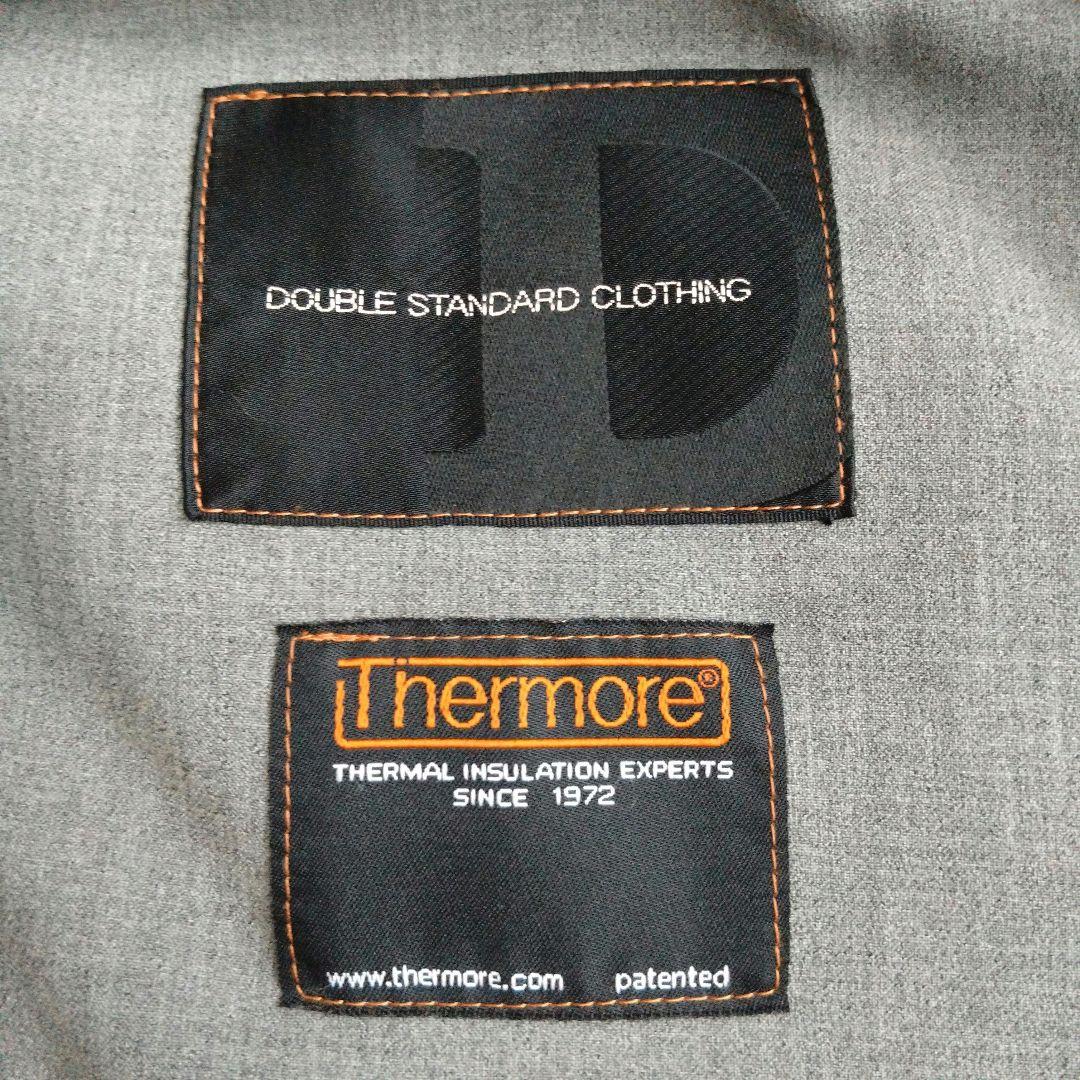 D
DOUBLE STANDARD CLOTHING
Thermore®
THERMAL INSULATION EXPERTS
SINCE 1972
www.thermore.com patented